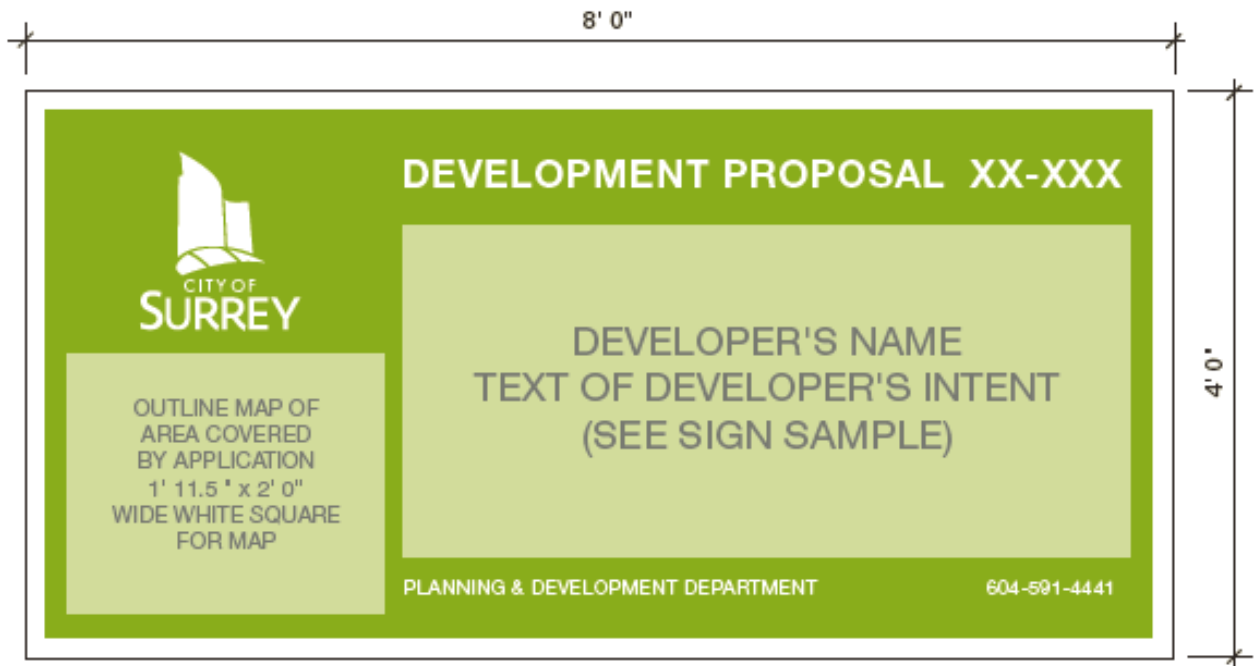 8' 0"
DEVELOPMENT PROPOSAL XX-XXX
CITY OF
SURREY
DEVELOPER'S NAME
TEXT OF DEVELOPER'S INTENT
(SEE SIGN SAMPLE)
4' 0"
OUTLINE MAP OF
AREA COVERED
BY APPLICATION
1' 11.5 " x 2' 0"
WIDE WHITE SQUARE
FOR MAP
PLANNING & DEVELOPMENT DEPARTMENT 604-591-4441